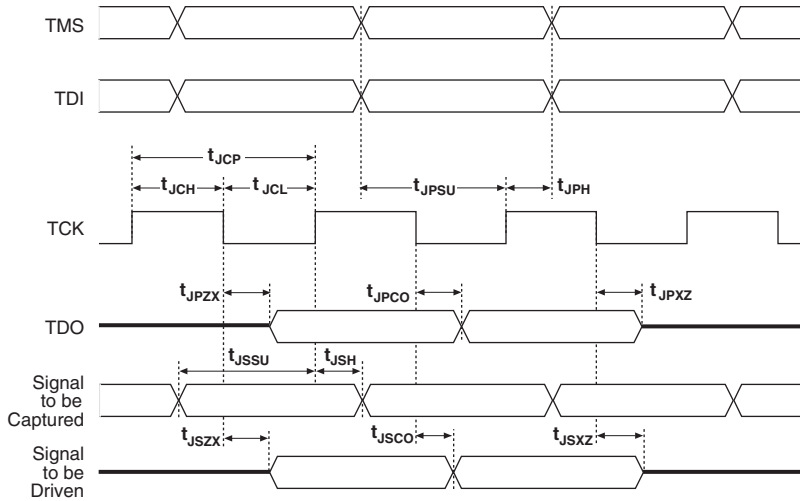 TMS
TDI
tJCP
tJCH
tJCL
tJPSU
tJPH
TCK
tJPZX
tJPCO
tJPXZ
TDO
tJSSU
tJSH
Signal
to be
Captured
tJSZX
tJSCO
tJSXZ
Signal
to be
Driven